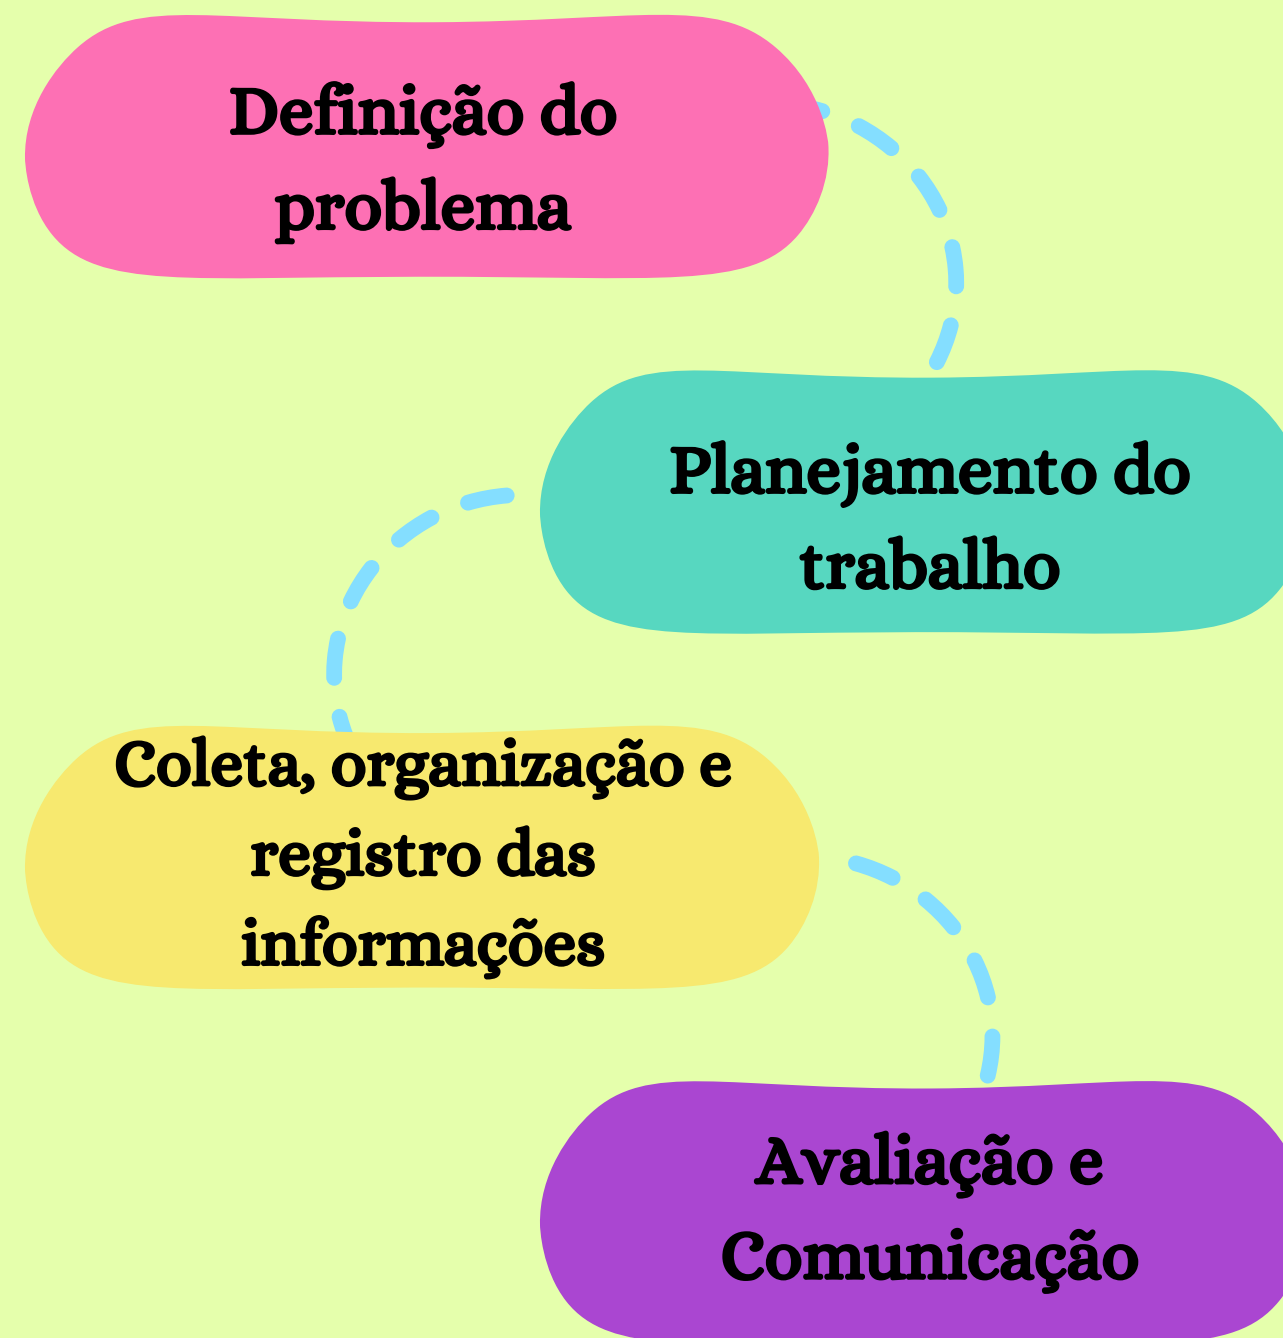 Definição do
problema
Planejamento do
trabalho
Coleta, organização e
registro das
informações
Avaliação e
Comunicação